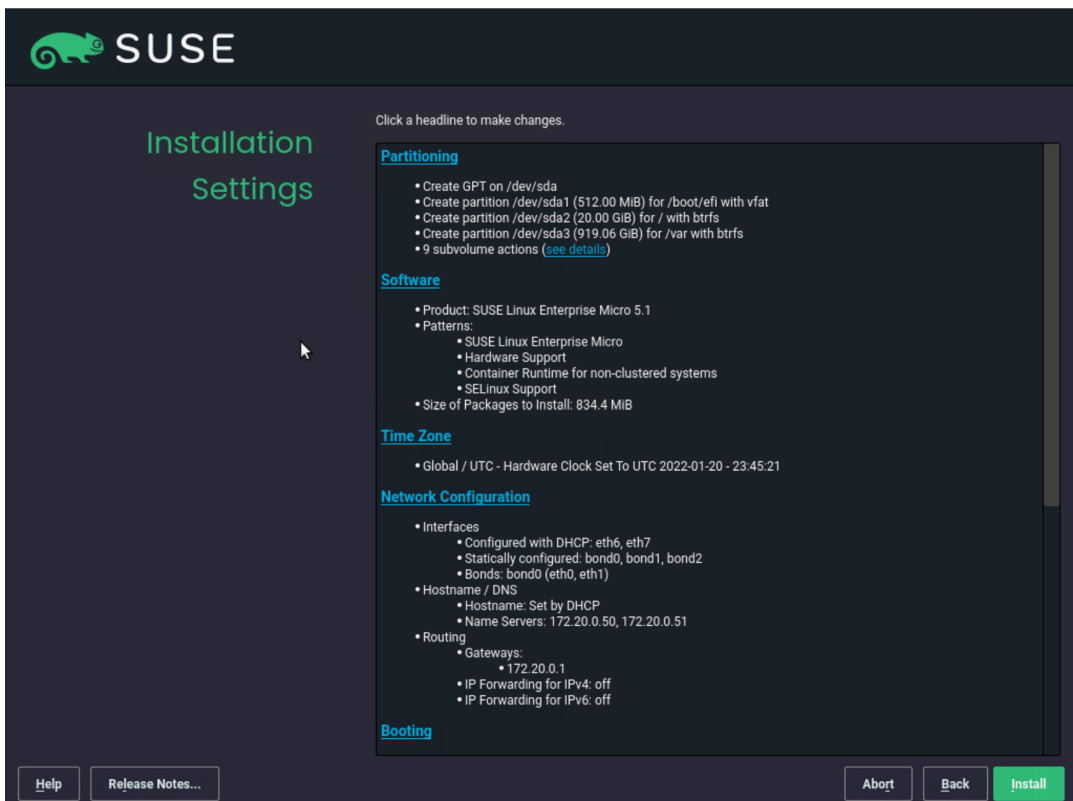 SUSE
Installation
Settings
Click a headline to make changes.
Partitioning
• Create GPT on /dev/sda
• Create partition /dev/sda1 (512.00 MiB) for /boot/efi with vfat
• Create partition /dev/sda2 (20.00 GiB) for / with btrfs
• Create partition /dev/sda3 (919.06 GiB) for /var with btrfs
• 9 subvolume actions (see details)
Software
• Product: SUSE Linux Enterprise Micro 5.1
• Patterns:
• SUSE Linux Enterprise Micro
• Hardware Support
• Container Runtime for non-clustered systems
• SELinux Support
• Size of Packages to Install: 834.4 MiB
Time Zone
• Global / UTC - Hardware Clock Set To UTC 2022-01-20 - 23:45:21
Network Configuration
• Interfaces
• Configured with DHCP: eth6, eth7
• Statically configured: bond0, bond1, bond2
• Bonds: bond0 (eth0, eth1)
• Hostname / DNS
• Hostname: Set by DHCP
• Name Servers: 172.20.0.50, 172.20.0.51
• Routing
• Gateways:
• 172.20.0.1
• IP Forwarding for IPv4: off
• IP Forwarding for IPv6: off
Booting
Help Release Notes... Abort Back Install